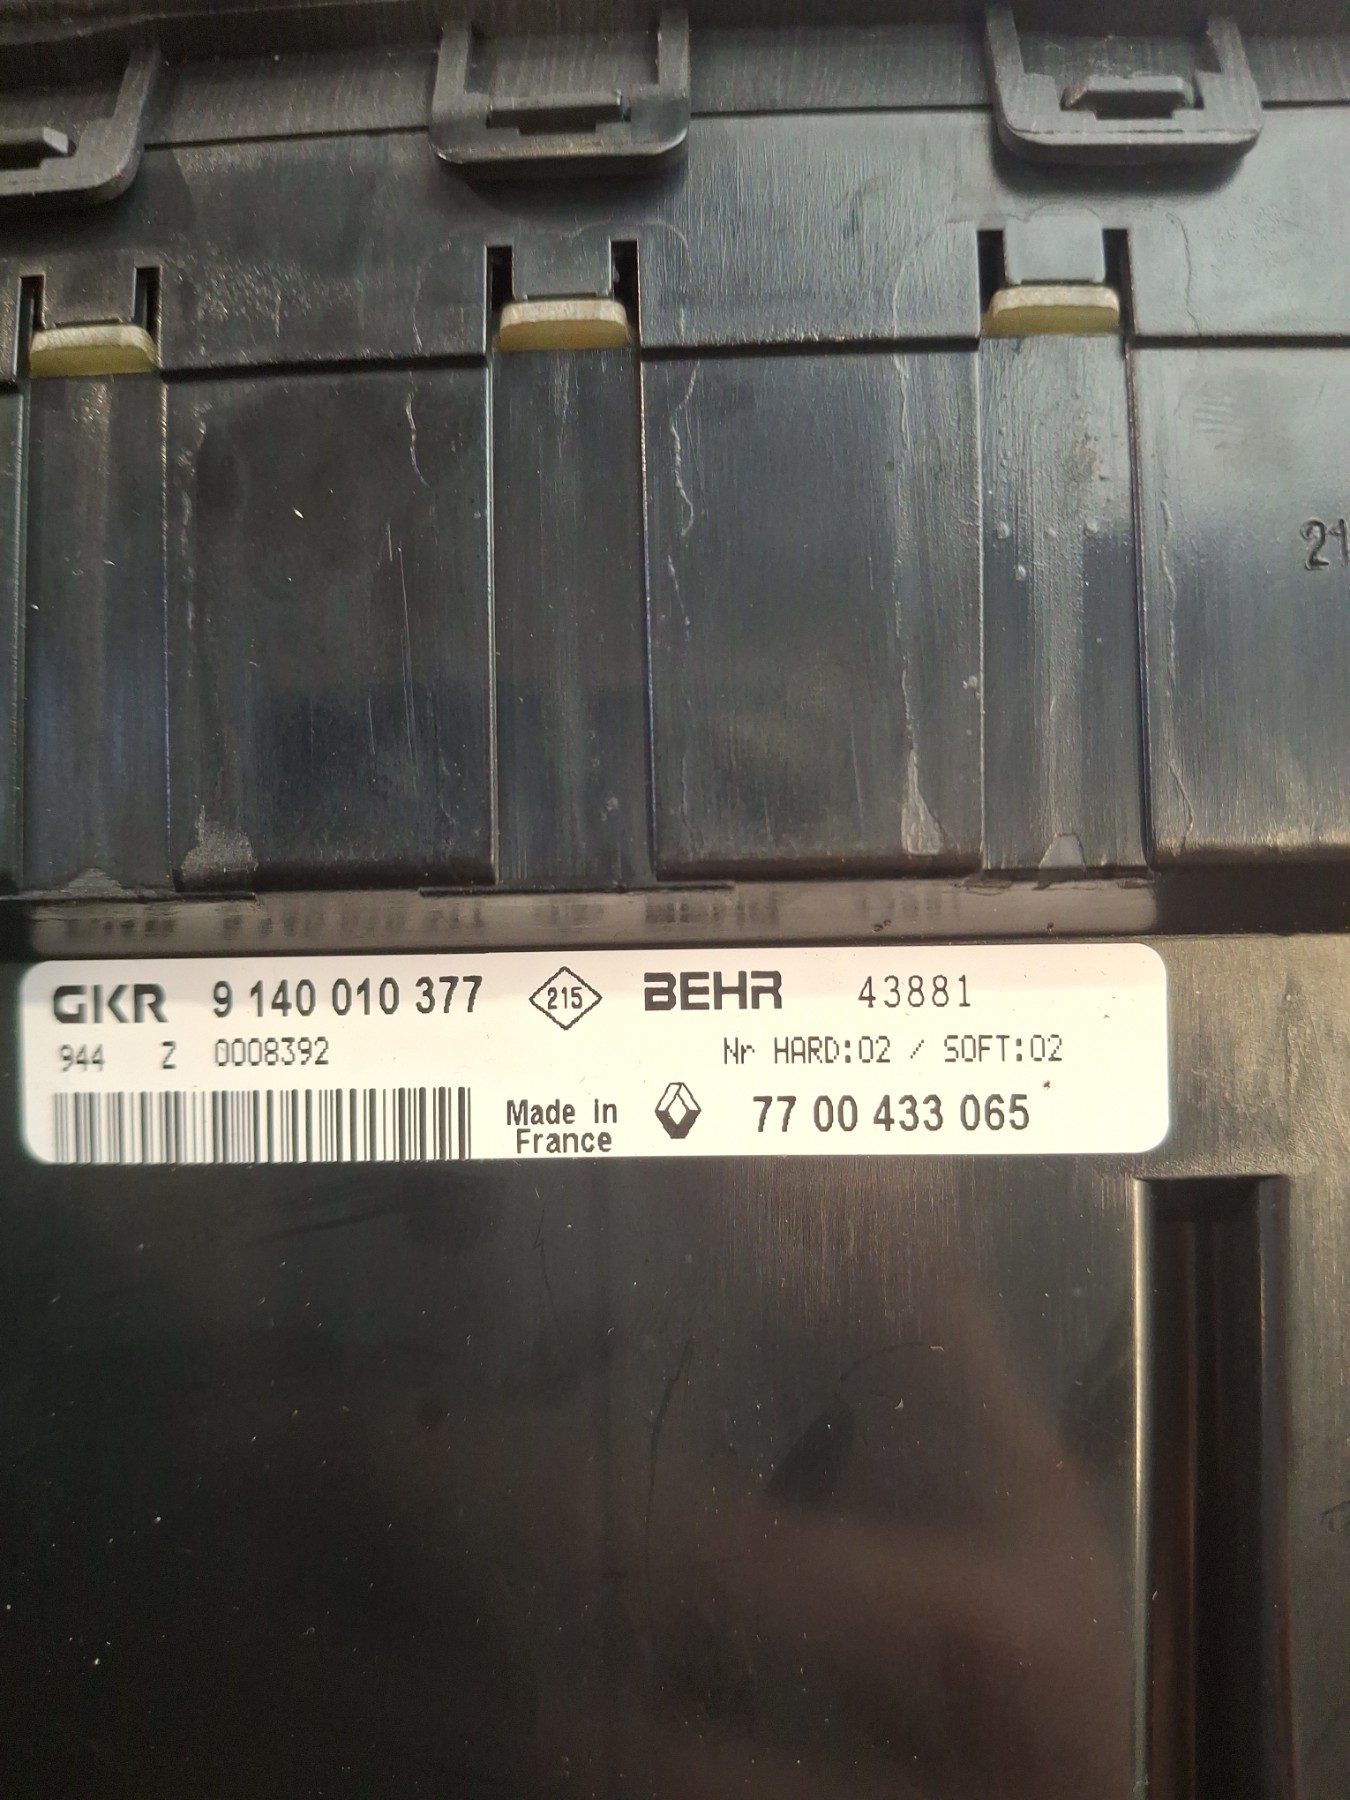 21
GKR 9 140 010 377 215 BEHR 43881
944 Z 0008392 Nr HARD:02 / SOFT:02
Made in France 77 00 433 065